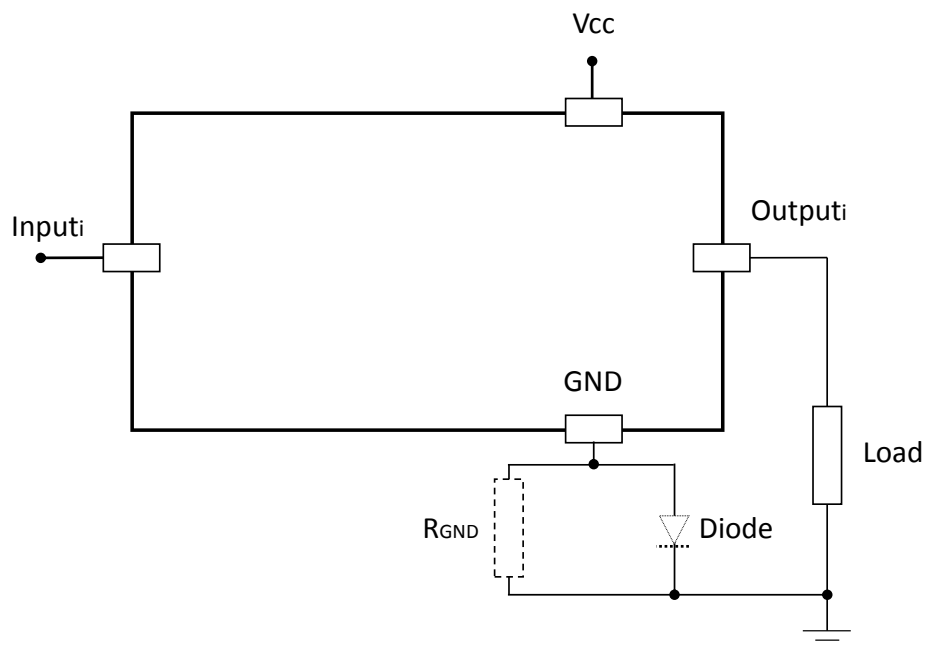 Vcc
Inputi
Outputi
GND
Load
RGND
Diode